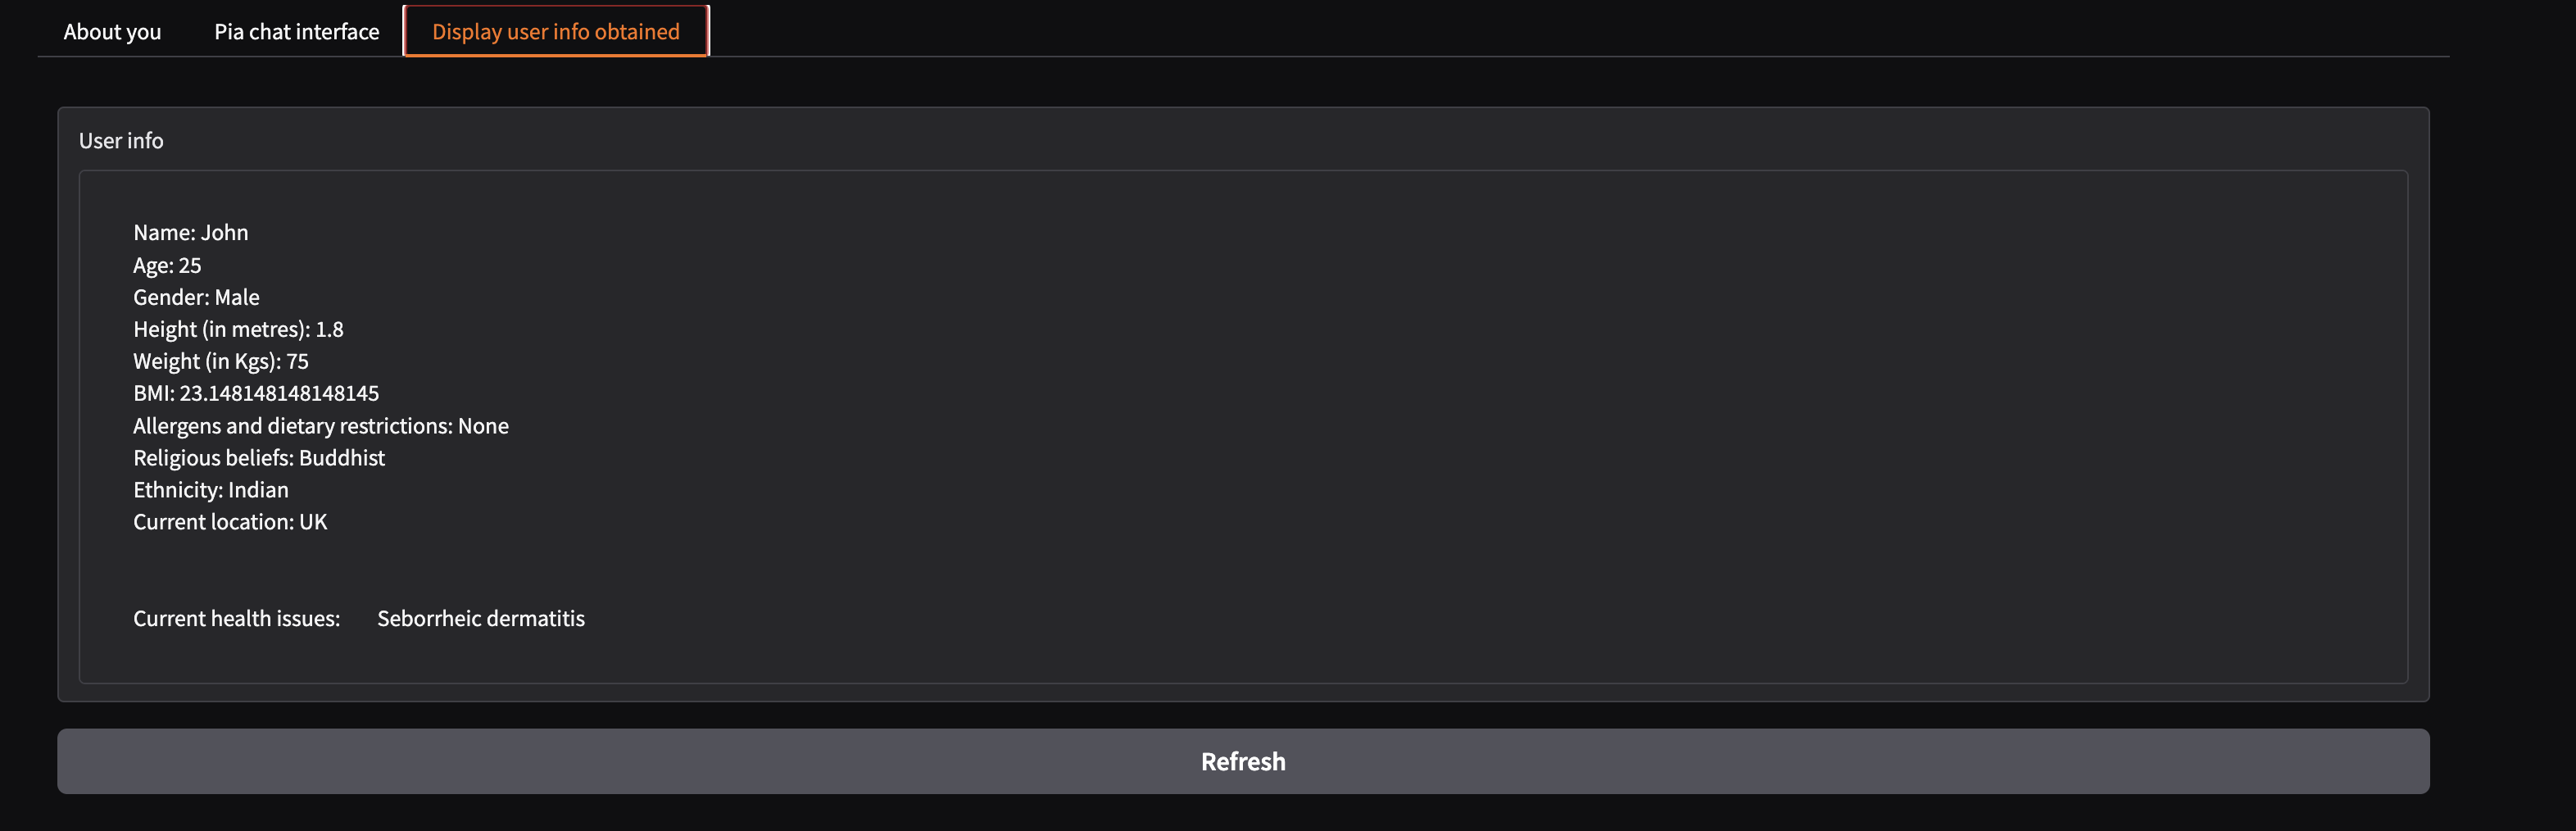 About you Pia chat interface Display user info obtained
User info
Name: John
Age: 25
Gender: Male
Height (in metres): 1.8
Weight (in Kgs): 75
BMI: 23.148148148148145
Allergens and dietary restrictions: None
Religious beliefs: Buddhist
Ethnicity: Indian
Current location: UK
Current health issues: Seborrheic dermatitis
Refresh